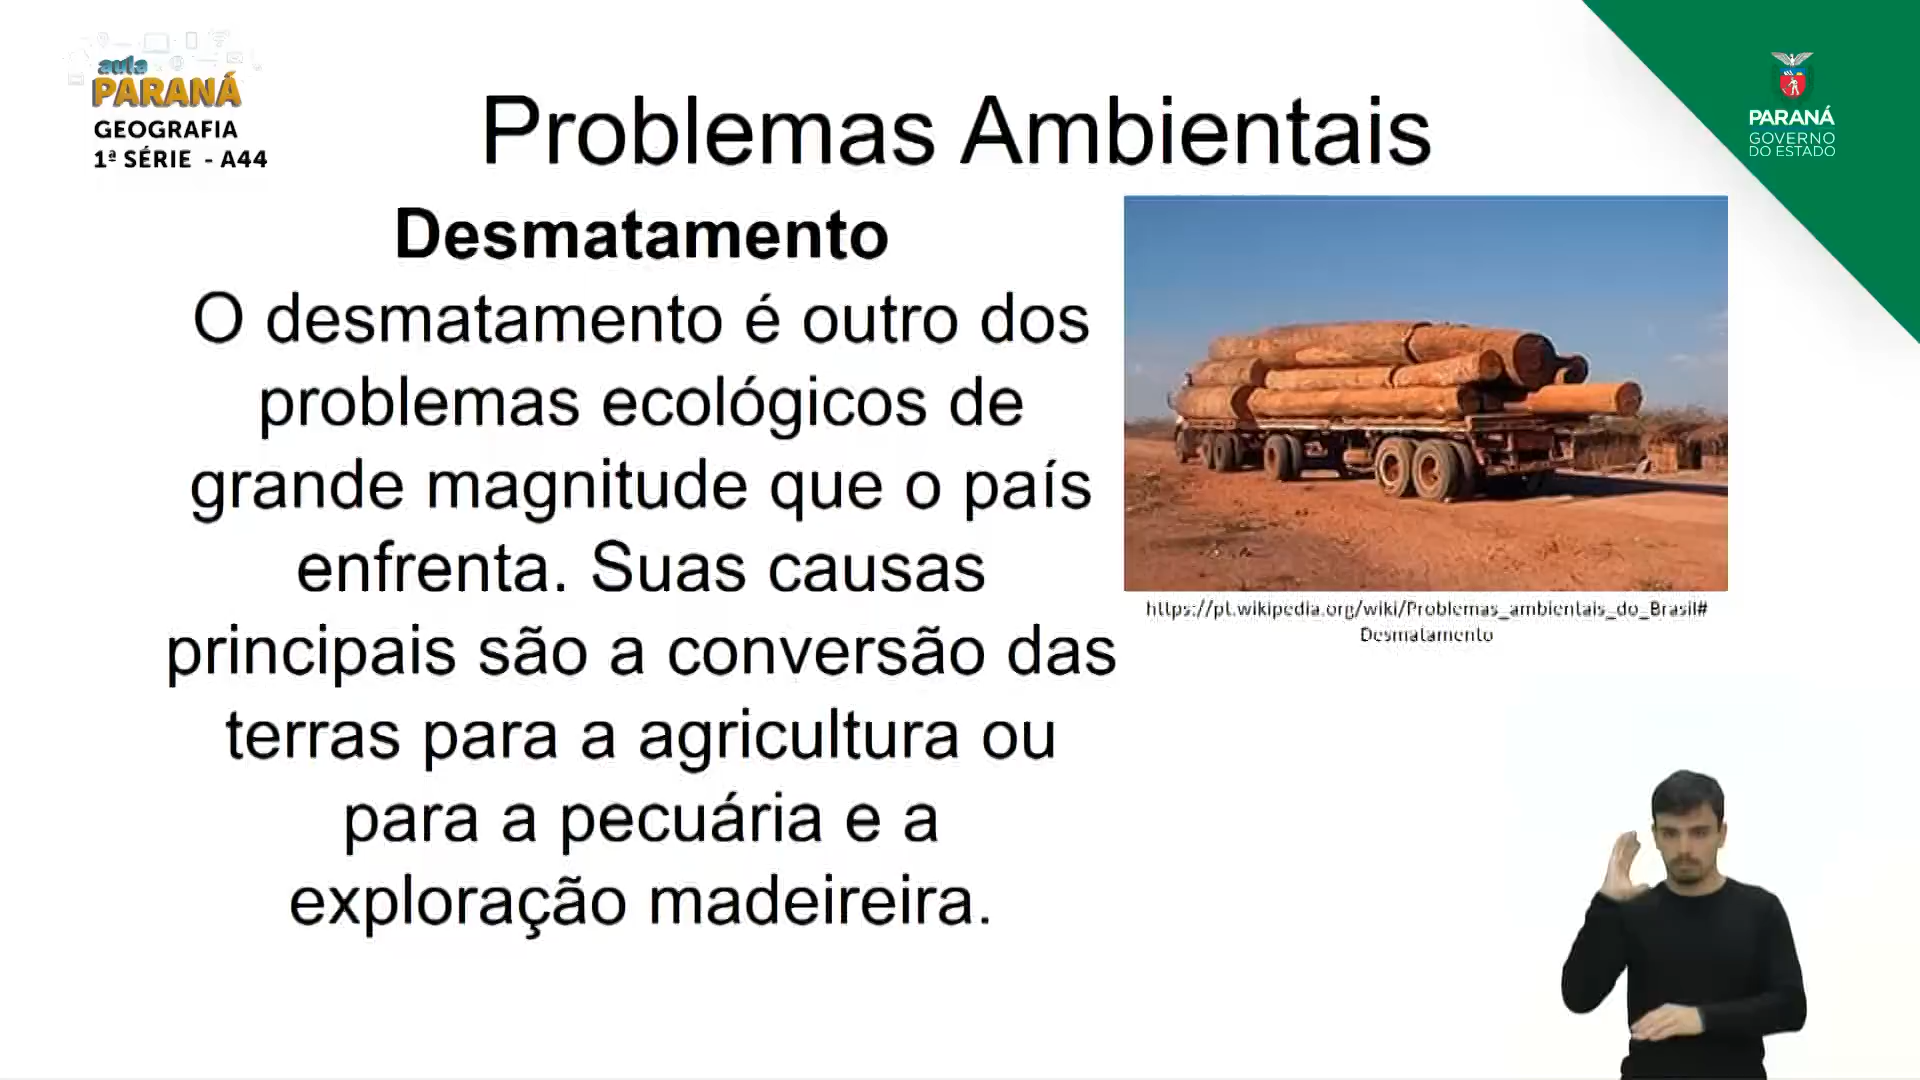 aula
PARANÁ
GEOGRAFIA
1ª SÉRIE - A44
Problemas Ambientais
PARANÁ
GOVERNO
DO ESTADO
Desmatamento
O desmatamento é outro dos
problemas ecológicos de
grande magnitude que o país
enfrenta. Suas causas
principais são a conversão das
terras para a agricultura ou
para a pecuária e a
exploração madeireira.
https://pt.wikipedia.org/wiki/Problemas_ambientais_do_Brasil#
Desmatamento